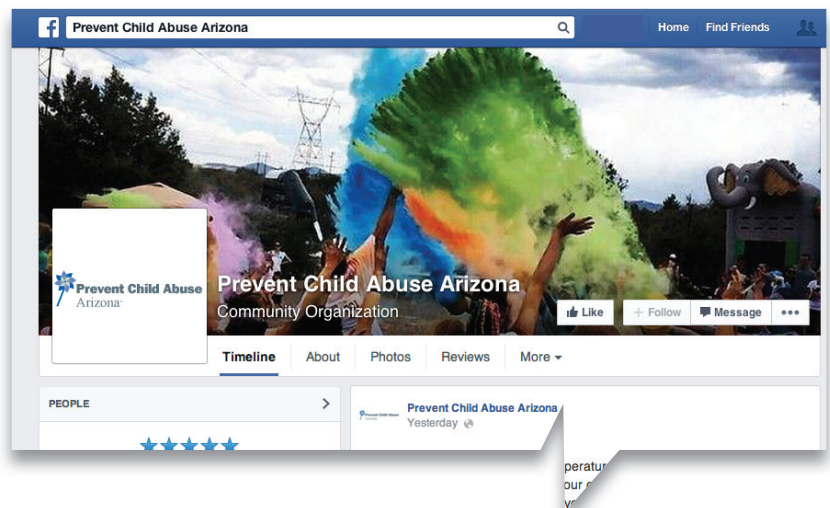 Prevent Child Abuse Arizona
Home Find Friends
Prevent Child Abuse
Arizona
Prevent Child Abuse Arizona
Community Organization
Like + Follow Message •••
Timeline About Photos Reviews More
PEOPLE
Prevent Child Abuse Arizona
Yesterday